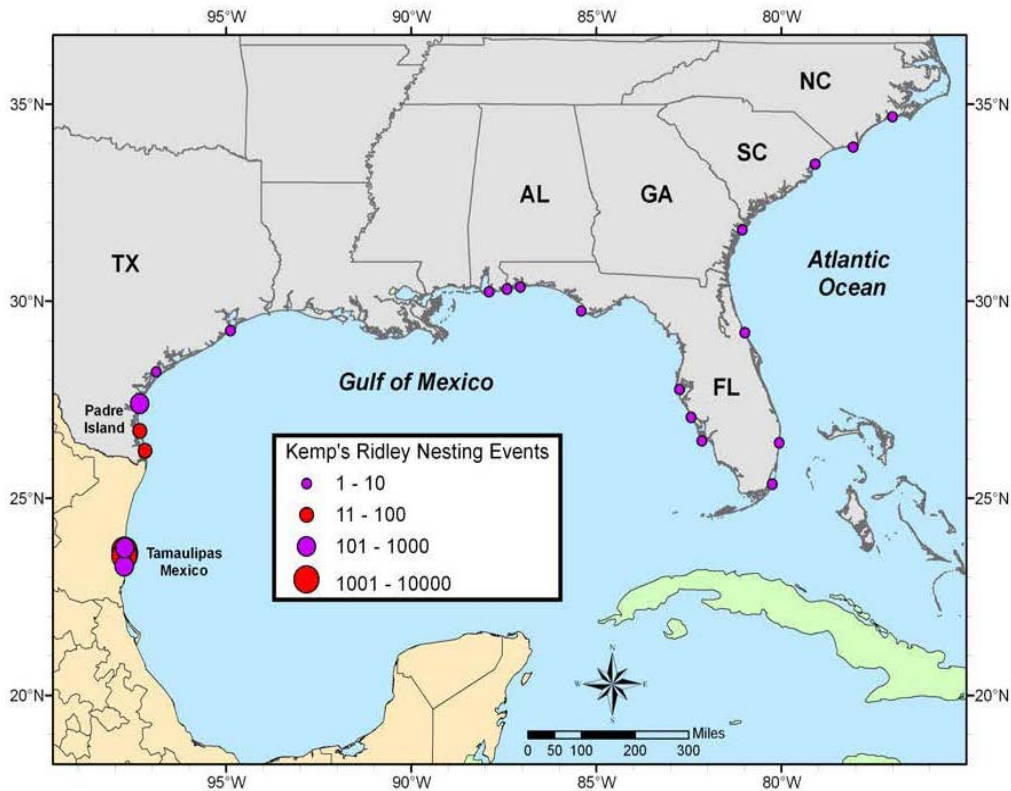 95°W 90°W 85°W 80°W
35°N
35°N
NC
SC
AL
GA
TX
Atlantic
Ocean
30°N
30°N
Gulf of Mexico
FL
Padre
Island
Kemp's Ridley Nesting Events
1 - 10
11 - 100
101 - 1000
1001 - 10000
25°N
25°N
Tamaulipas
Mexico
N
W E
S
20°N
20°N
Miles
0 50 100 200 300
95°W 90°W 85°W 80°W